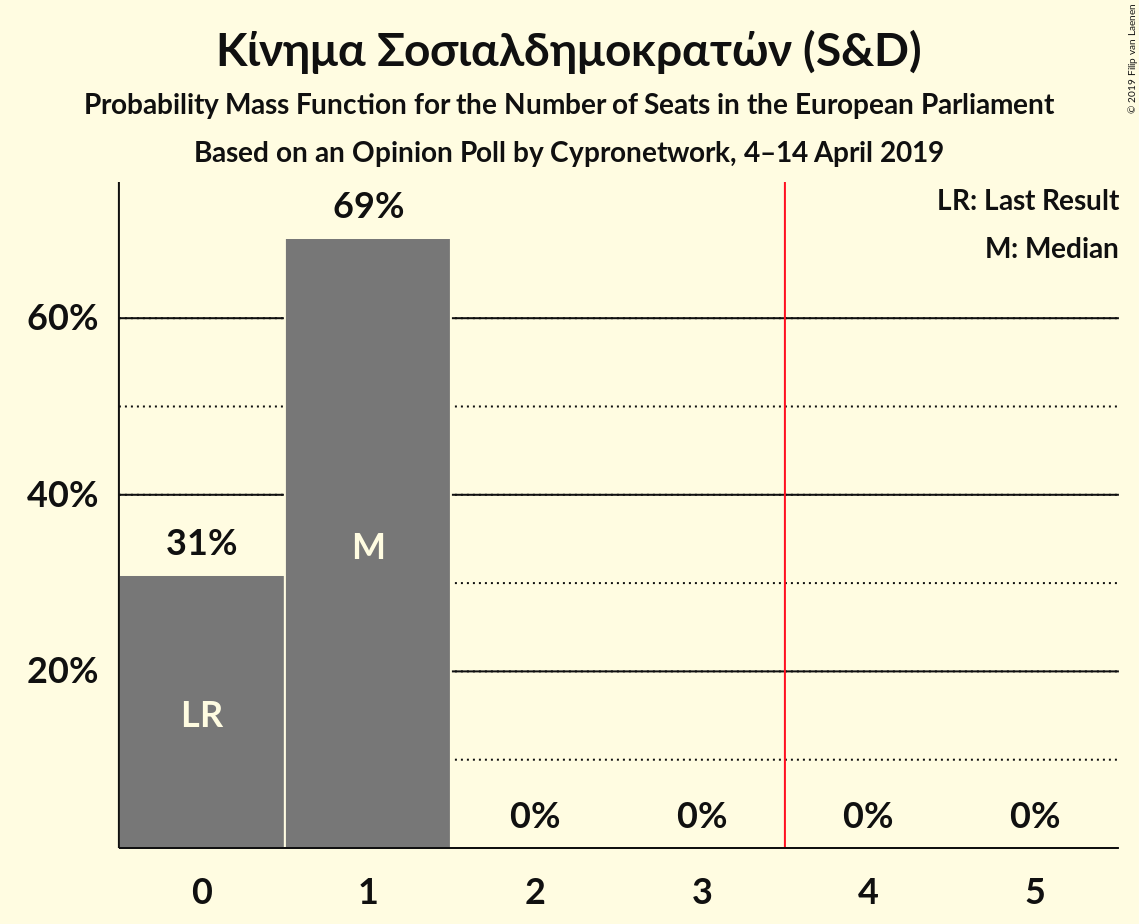 Κίνημα Σοσιαλδημοκρατών (S&D)
Probability Mass Function for the Number of Seats in the European Parliament
Based on an Opinion Poll by Cypronetwork, 4–14 April 2019
© 2019 Filip van Laenen
LR: Last Result
M: Median
69%
60%
40%
31%
M
20%
LR
0% 0% 0% 0%
0 1 2 3 4 5